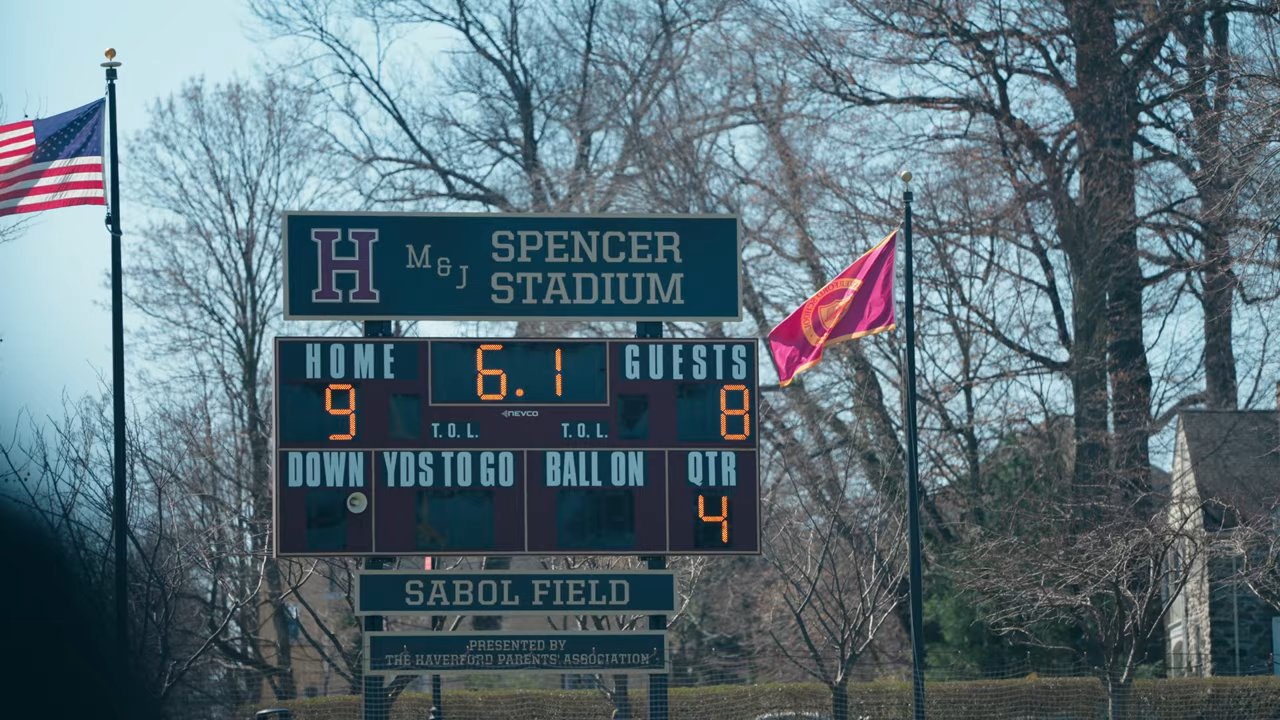 H M & J SPENCER
STADIUM
HOME 6.1 GUESTS
9 8
NEVCO
T.O.L. T.O.L.
DOWN YDS TO GO BALL ON QTR
4
SABOL FIELD
PRESENTED BY
THE HAVERFORD PARENTS' ASSOCIATION